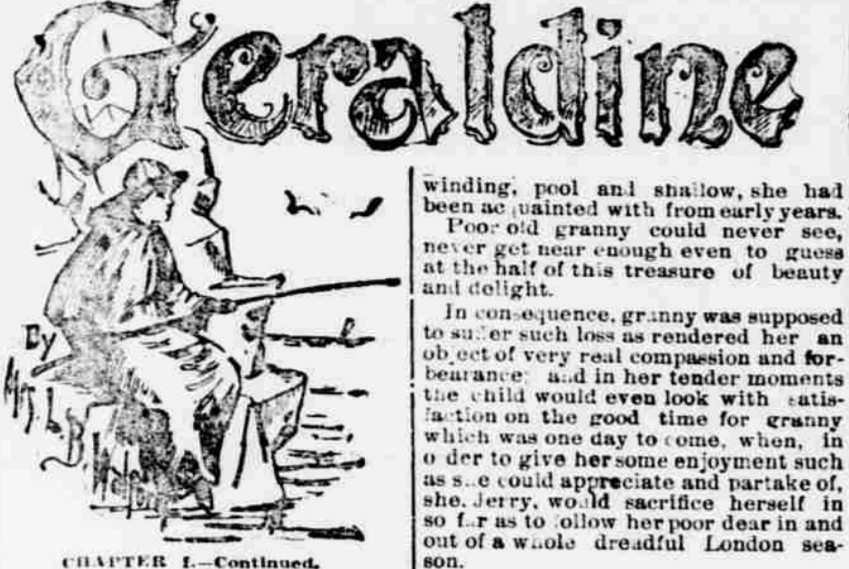 Geraldine
By
Mrs. L.
B. Walford
CHAPTER I.—Continued.
winding, pool and shallow, she had
been acquainted with from early years.
Poor old granny could never see,
never get near enough even to guess
at the half of this treasure of beauty
and delight.
In consequence, granny was supposed
to suffer such loss as rendered her an
object of very real compassion and for-
bearance; and in her tender moments
the child would even look with satis-
faction on the good time for granny
which was one day to come, when, in
order to give her some enjoyment such
as she could appreciate and partake of,
she, Jerry, would sacrifice herself in
so far as to follow her poor dear in and
out of a whole dreadful London sea-
son.